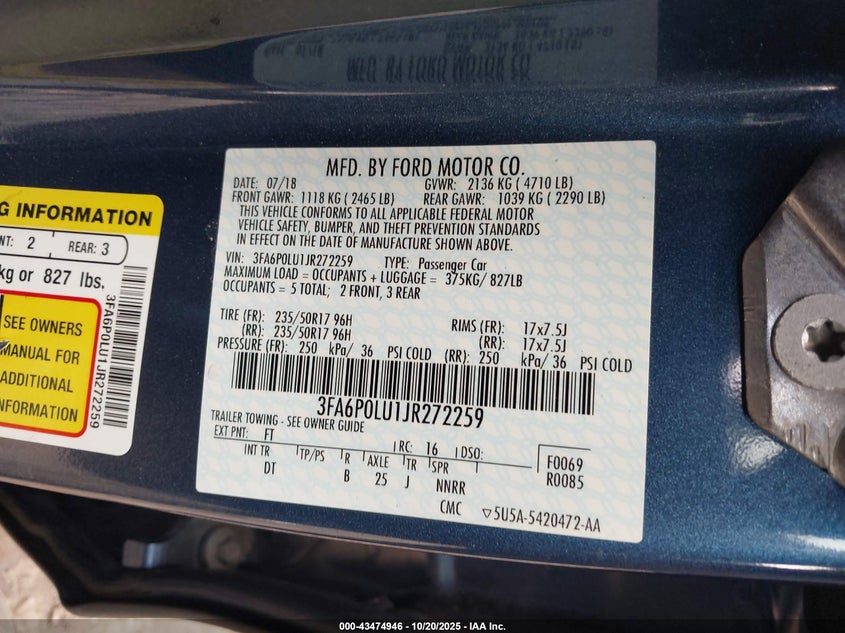 MFD. BY FORD MOTOR CO.
DATE: 07/18 GVWR: 2136 KG ( 4710 LB)
FRONT GAWR: 1118 KG ( 2465 LB) REAR GAWR: 1039 KG ( 2290 LB)
THIS VEHICLE CONFORMS TO ALL APPLICABLE FEDERAL MOTOR
VEHICLE SAFETY, BUMPER, AND THEFT PREVENTION STANDARDS
IN EFFECT ON THE DATE OF MANUFACTURE SHOWN ABOVE.
VIN: 3FA6P0LU1JR272259 TYPE: Passenger Car
MAXIMUM LOAD = OCCUPANTS + LUGGAGE = 375KG/ 827LB
OCCUPANTS = 5 TOTAL; 2 FRONT, 3 REAR
TIRE (FR): 235/50R17 96H RIMS (FR): 17x7.5J
(RR): 235/50R17 96H (RR): 17x7.5J
PRESSURE (FR): 250 kPa/ 36 PSI COLD (RR): 250 kPa/ 36 PSI COLD
3FA6P0LU1JR272259
TRAILER TOWING - SEE OWNER GUIDE
EXT PNT: FT RC: 16 DSO: F0069
INT TR TP/PS R AXLE TR SPR R0085
DT B 25 J NNRR
CMC ▽5U5A-5420472-AA
G INFORMATION
NT: 2 REAR: 3
kg or 827 lbs.
SEE OWNERS
MANUAL FOR
ADDITIONAL
INFORMATION
3FA6P0LU1JR272259
000-43474946 | 10/20/2025 - IAA Inc.